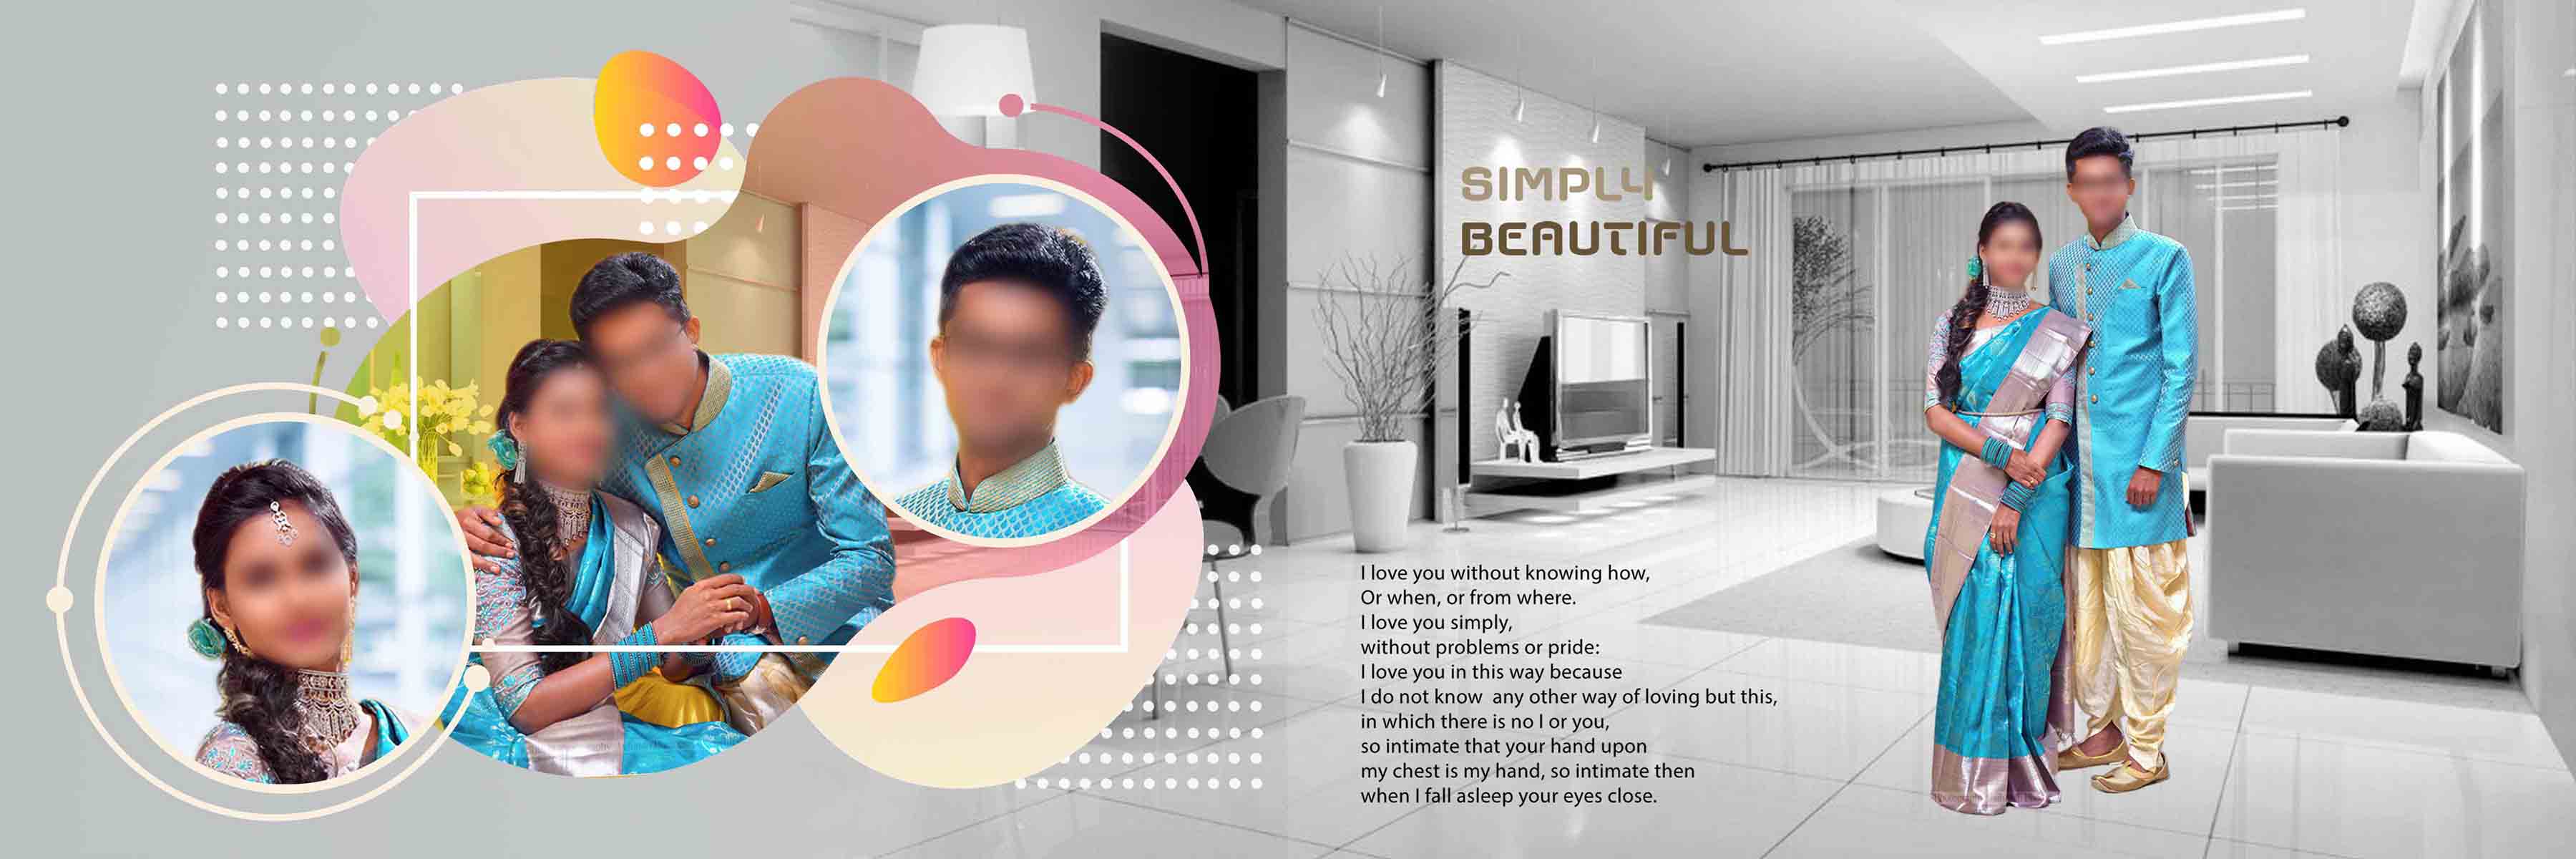 SIMPLY
BEAUTIFUL
I love you without knowing how,
Or when, or from where.
I love you simply,
without problems or pride:
I love you in this way because
I do not know  any other way of loving but this,
in which there is no I or you,
so intimate that your hand upon
my chest is my hand, so intimate then
when I fall asleep your eyes close.